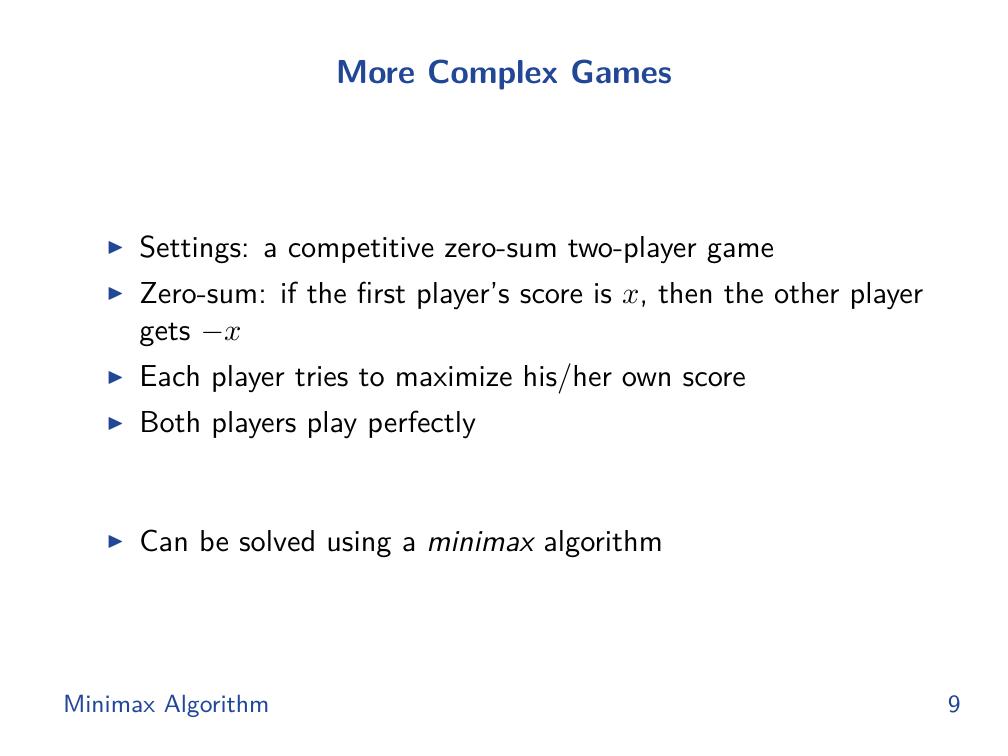 More Complex Games
▶ Settings: a competitive zero-sum two-player game
▶ Zero-sum: if the first player's score is x, then the other player
gets −x
▶ Each player tries to maximize his/her own score
▶ Both players play perfectly
▶ Can be solved using a minimax algorithm
Minimax Algorithm 9